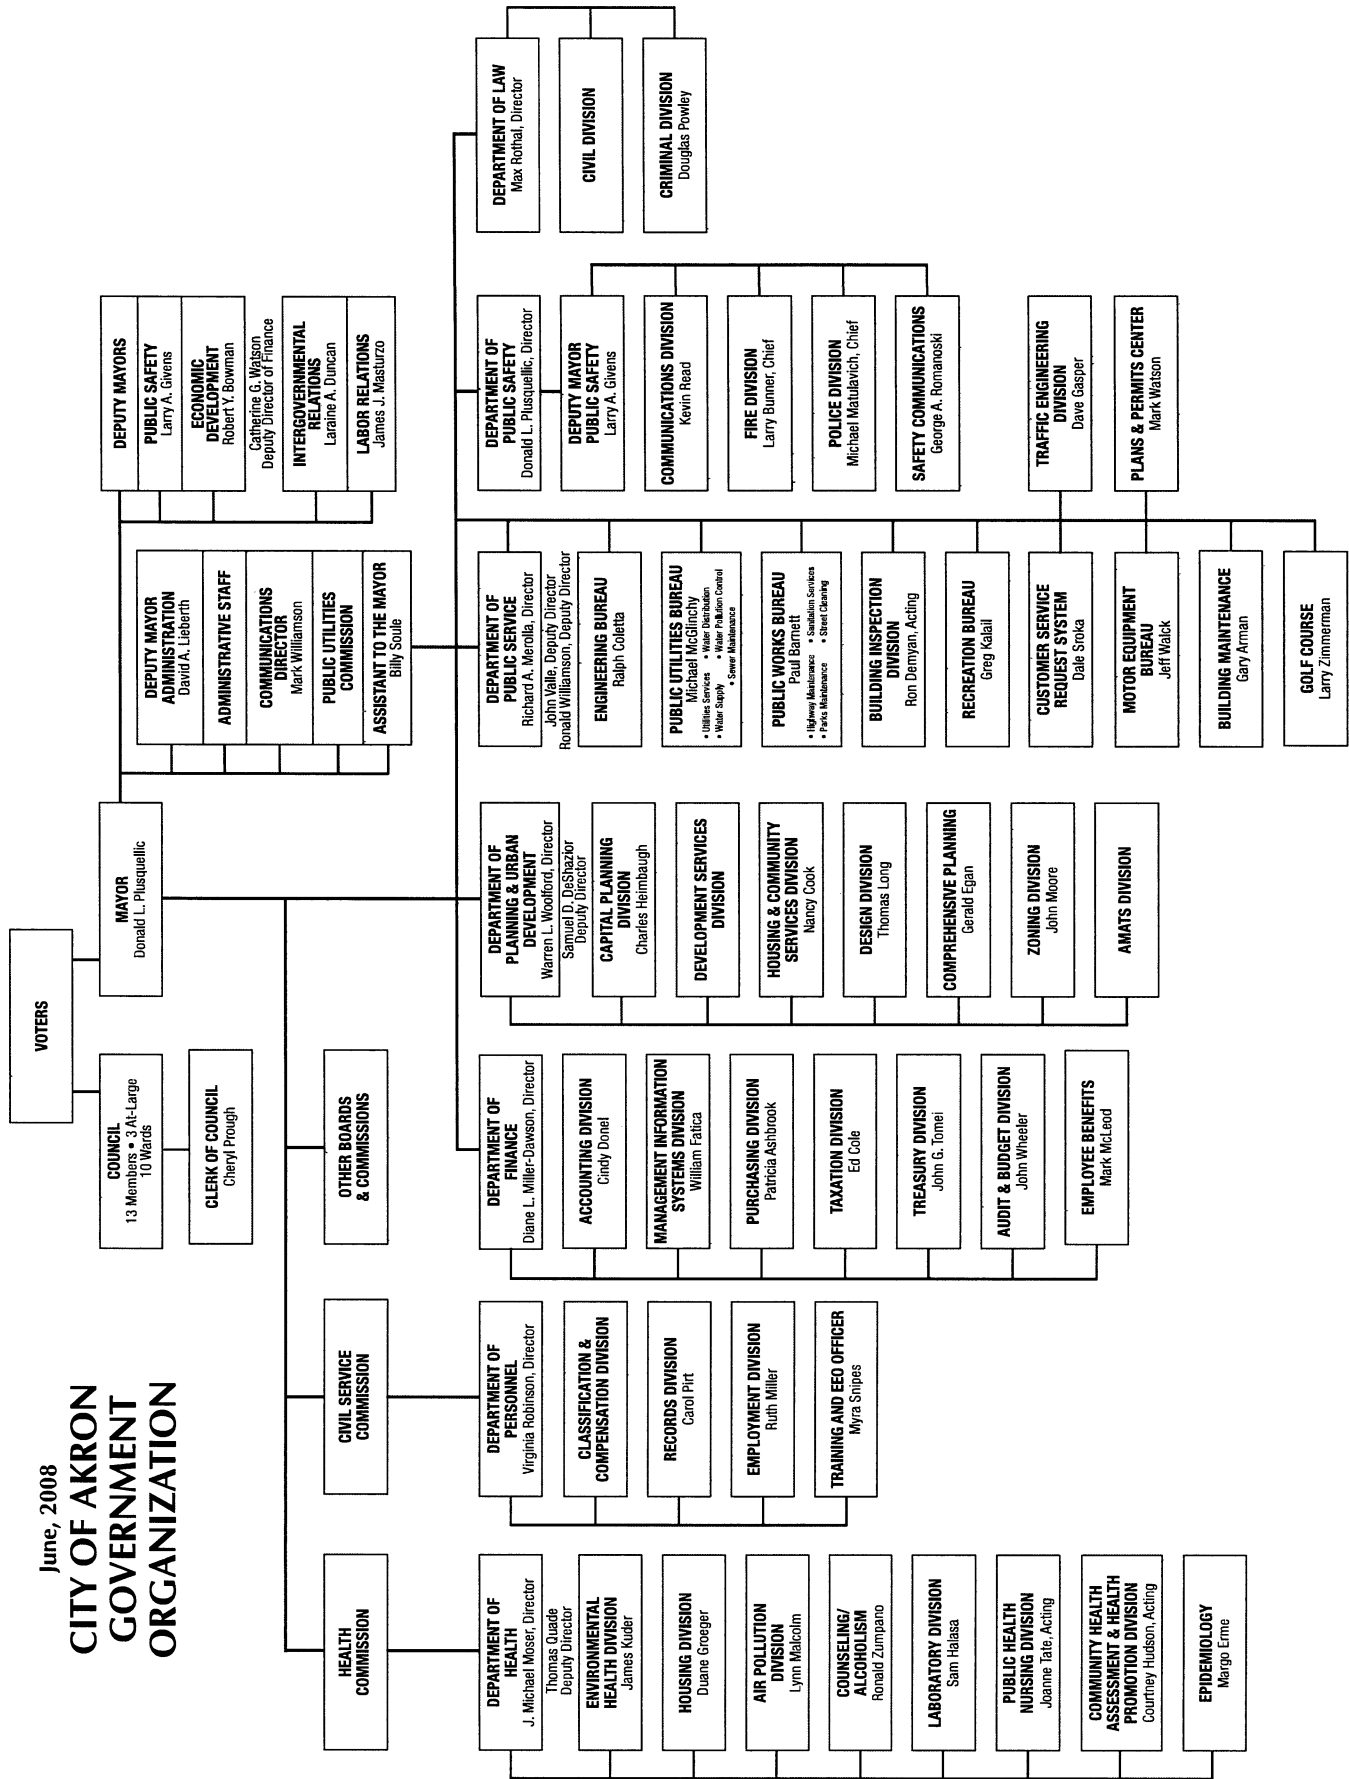 June, 2008
CITY OF AKRON
GOVERNMENT
ORGANIZATION
VOTERS
COUNCIL
13 Members • 3 At-Large
10 Wards
CLERK OF COUNCIL
Cheryl Prough
MAYOR
Donald L. Plusquellic
DEPUTY MAYOR
ADMINISTRATION
David A. Lieberth
ADMINISTRATIVE STAFF
COMMUNICATIONS
DIRECTOR
Mark Williamson
PUBLIC UTILITIES
COMMISSION
ASSISTANT TO THE MAYOR
Billy Soule
DEPUTY MAYORS
PUBLIC SAFETY
Larry A. Givens
ECONOMIC
DEVELOPMENT
Robert Y. Bowman
Catherine G. Watson
Deputy Director of Finance
INTERGOVERNMENTAL
RELATIONS
Laraine A. Duncan
LABOR RELATIONS
James J. Masturzo
HEALTH
COMMISSION
CIVIL SERVICE
COMMISSION
OTHER BOARDS
& COMMISSIONS
DEPARTMENT OF
HEALTH
J. Michael Moser, Director
Thomas Quade
Deputy Director
ENVIRONMENTAL
HEALTH DIVISION
James Kuder
HOUSING DIVISION
Duane Groeger
AIR POLLUTION
DIVISION
Lynn Malcolm
COUNSELING/
ALCOHOLISM
Ronald Zumpano
LABORATORY DIVISION
Sam Halasa
PUBLIC HEALTH
NURSING DIVISION
Joanne Tate, Acting
COMMUNITY HEALTH
ASSESSMENT & HEALTH
PROMOTION DIVISION
Courtney Hudson, Acting
EPIDEMIOLOGY
Margo Erme
DEPARTMENT OF
PERSONNEL
Virginia Robinson, Director
CLASSIFICATION &
COMPENSATION DIVISION
RECORDS DIVISION
Carol Pirt
EMPLOYMENT DIVISION
Ruth Miller
TRAINING AND EEO OFFICER
Myra Snipes
DEPARTMENT OF
FINANCE
Diane L. Miller-Dawson, Director
ACCOUNTING DIVISION
Cindy Donel
MANAGEMENT INFORMATION
SYSTEMS DIVISION
William Fatica
PURCHASING DIVISION
Patricia Ashbrook
TAXATION DIVISION
Ed Cole
TREASURY DIVISION
John G. Tomei
AUDIT & BUDGET DIVISION
John Wheeler
EMPLOYEE BENEFITS
Mark McLeod
DEPARTMENT OF
PLANNING & URBAN
DEVELOPMENT
Warren L. Woolford, Director
Samuel D. DeShazior
Deputy Director
CAPITAL PLANNING
DIVISION
Charles Heimbaugh
DEVELOPMENT SERVICES
DIVISION
HOUSING & COMMUNITY
SERVICES DIVISION
Nancy Cook
DESIGN DIVISION
Thomas Long
COMPREHENSIVE PLANNING
Gerald Egan
ZONING DIVISION
John Moore
AMATS DIVISION
DEPARTMENT OF
PUBLIC SERVICE
Richard A. Merolla, Director
John Valle, Deputy Director
Ronald Williamson, Deputy Director
ENGINEERING BUREAU
Ralph Coletta
PUBLIC UTILITIES BUREAU
Michael McGlinchy
• Utilities Services • Water Distribution
• Water Supply • Water Pollution Control
• Sewer Maintenance
PUBLIC WORKS BUREAU
Paul Barnett
• Highway Maintenance • Sanitation Services
• Parks Maintenance • Street Cleaning
BUILDING INSPECTION
DIVISION
Ron Demyan, Acting
RECREATION BUREAU
Greg Kalail
CUSTOMER SERVICE
REQUEST SYSTEM
Dale Sroka
MOTOR EQUIPMENT
BUREAU
Jeff Walck
BUILDING MAINTENANCE
Gary Arman
GOLF COURSE
Larry Zimmerman
TRAFFIC ENGINEERING
DIVISION
Dave Gasper
PLANS & PERMITS CENTER
Mark Watson
DEPARTMENT OF
PUBLIC SAFETY
Donald L. Plusquellic, Director
DEPUTY MAYOR
PUBLIC SAFETY
Larry A. Givens
COMMUNICATIONS DIVISION
Kevin Read
FIRE DIVISION
Larry Bunner, Chief
POLICE DIVISION
Michael Matulavich, Chief
SAFETY COMMUNICATIONS
George A. Romanoski
DEPARTMENT OF LAW
Max Rothal, Director
CIVIL DIVISION
CRIMINAL DIVISION
Douglas Powley